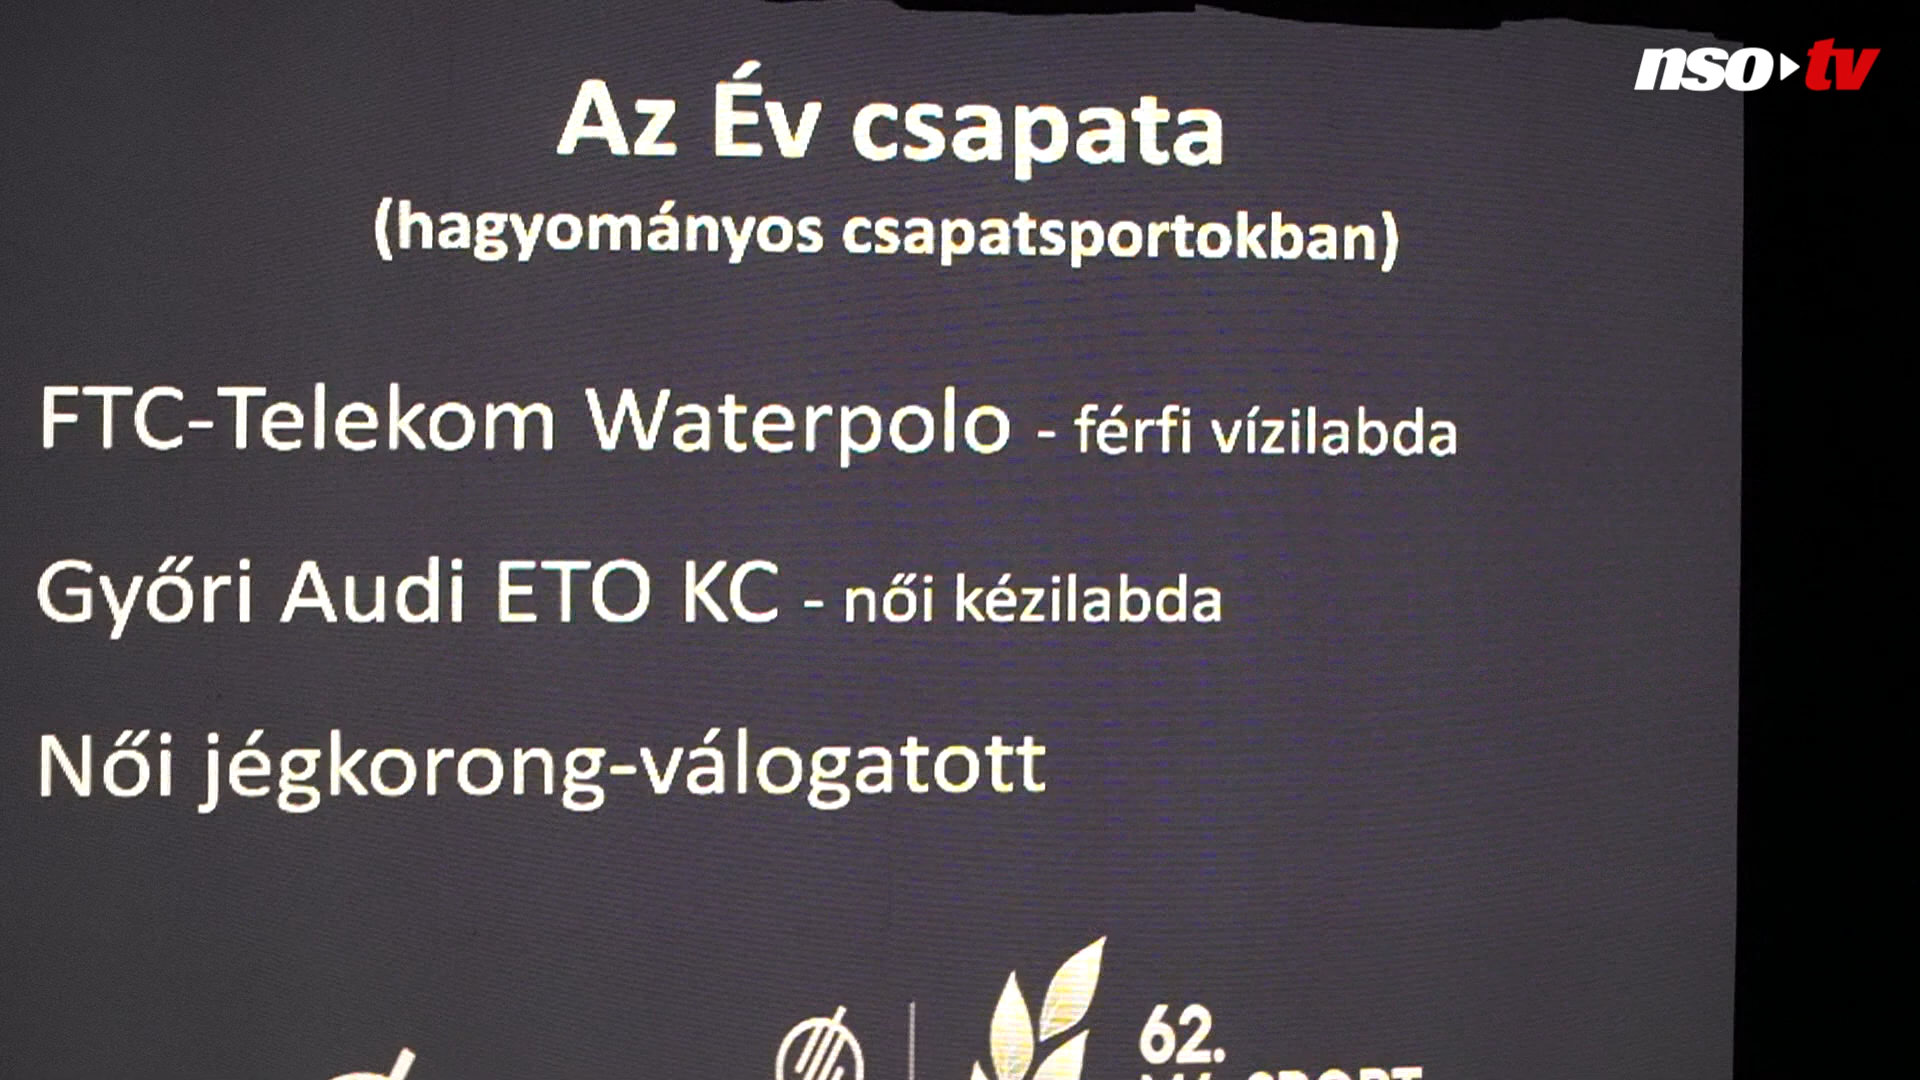 nso tv
Az Év csapata
(hagyományos csapatsportokban)
FTC-Telekom Waterpolo - férfi vízilabda
Győri Audi ETO KC - női kézilabda
Női jégkorong-válogatott
62.
SPORT